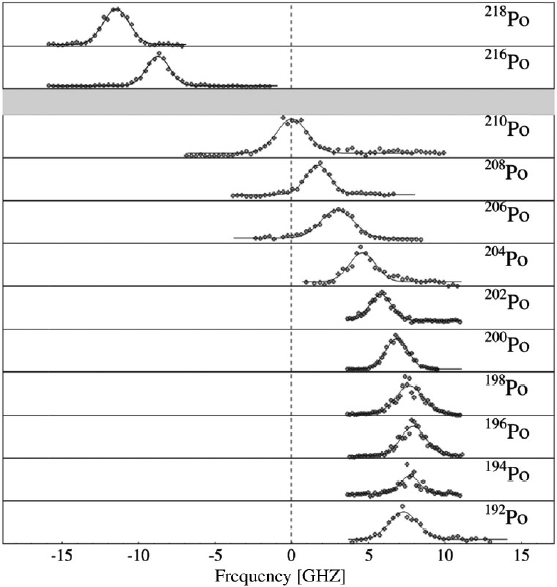 ²¹⁸Po
²¹⁶Po
²¹⁰Po
²⁰⁸Po
²⁰⁶Po
²⁰⁴Po
²⁰²Po
²⁰⁰Po
¹⁹⁸Po
¹⁹⁶Po
¹⁹⁴Po
¹⁹²Po
-15 -10 -5 0 5 10 15
Frequency [GHZ]